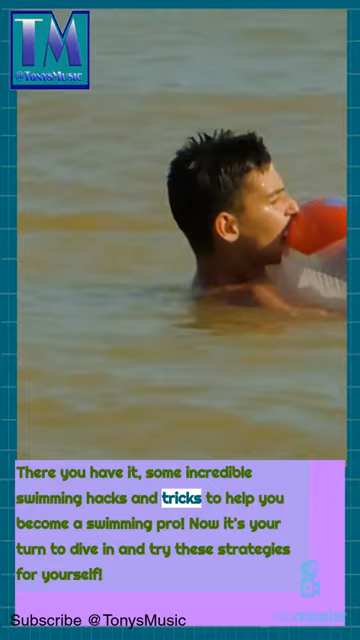 TM
@TonysMusic
There you have it, some incredible
swimming hacks and tricks to help you
become a swimming pro! Now it's your
turn to dive in and try these strategies
for yourself!
Subscribe @TonysMusic